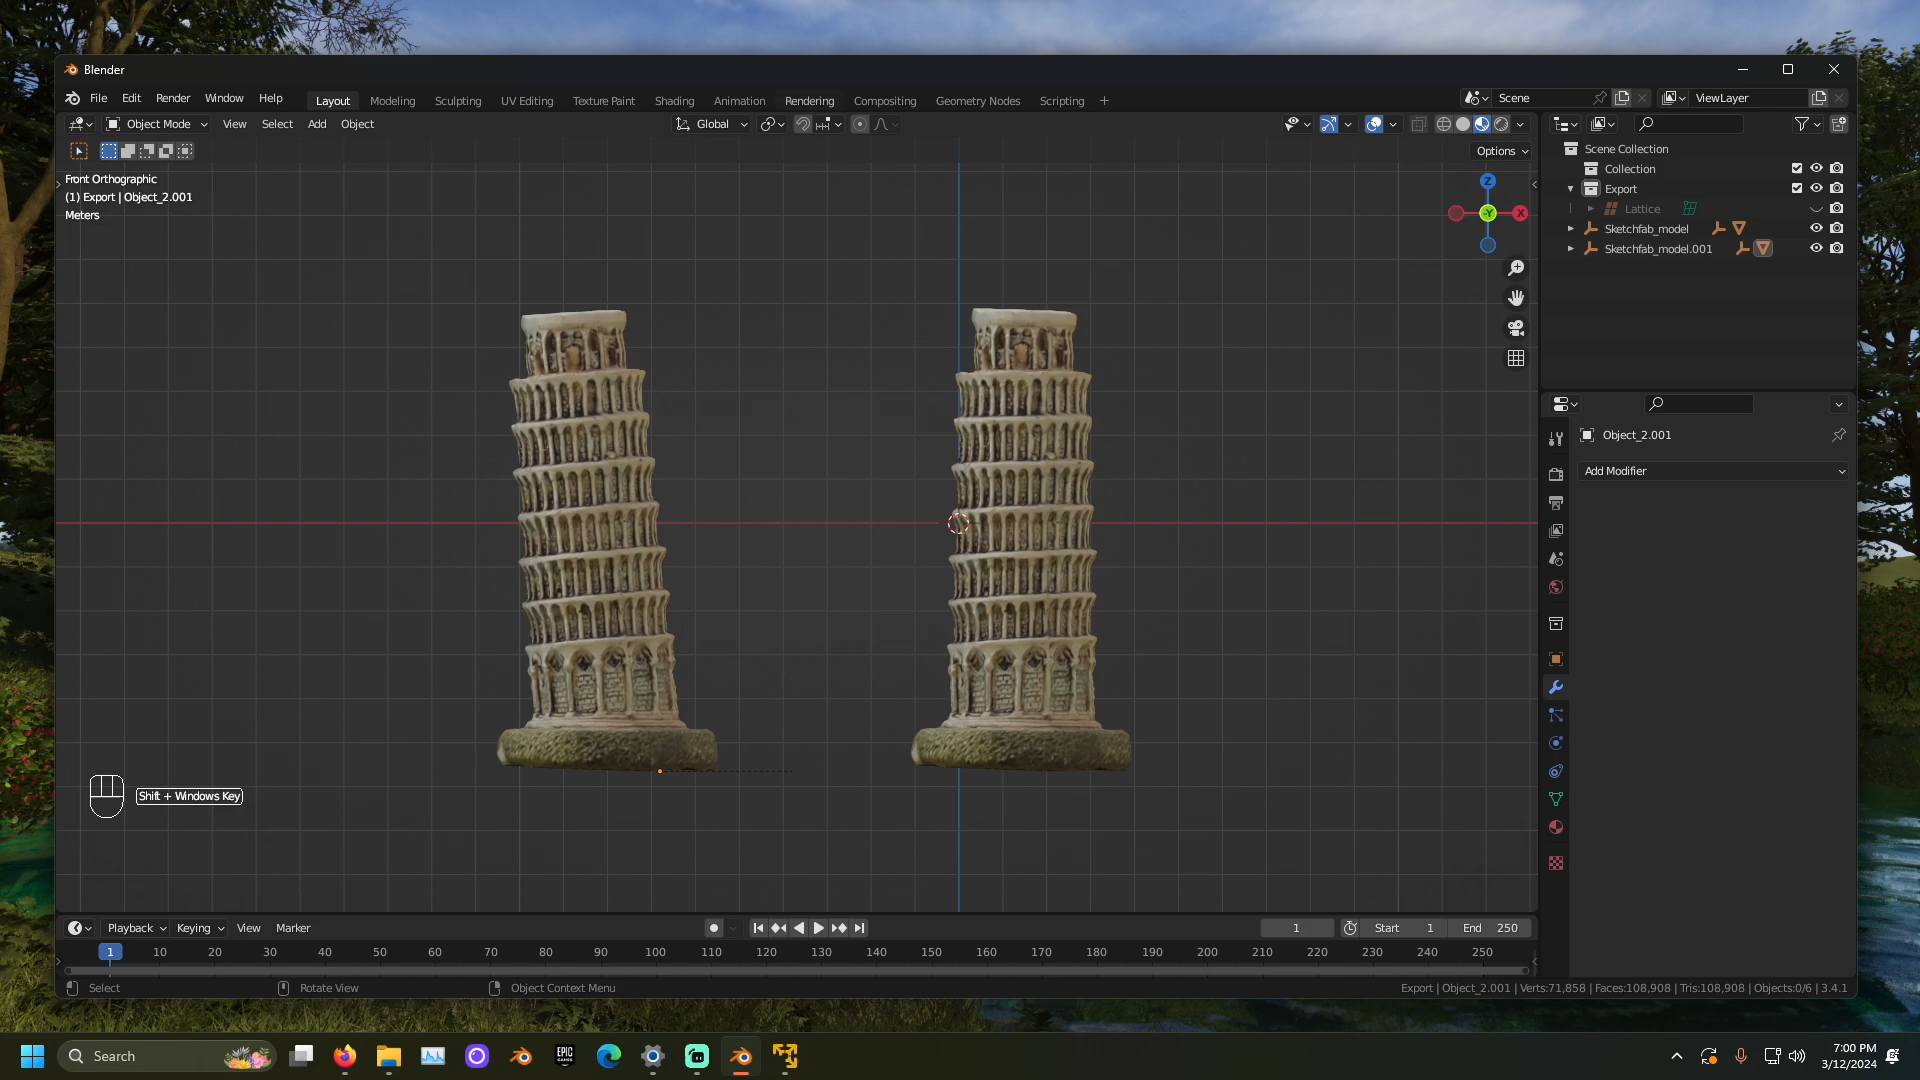 Blender
File Edit Render Window Help Layout Modeling Sculpting UV Editing Texture Paint Shading Animation Rendering Compositing Geometry Nodes Scripting + Scene ViewLayer
Object Mode View Select Add Object Global
Options
Front Orthographic
(1) Export | Object_2.001
Meters
Z
-Y
X
Scene Collection
Collection
Export
Lattice
Sketchfab_model
Sketchfab_model.001
Object_2.001
Add Modifier
Shift + Windows Key
Playback Keying View Marker 1 Start 1 End 250
1 10 20 30 40 50 60 70 80 90 100 110 120 130 140 150 160 170 180 190 200 210 220 230 240 250
Select Rotate View Object Context Menu Export | Object_2.001 | Verts:71,858 | Faces:108,908 | Tris:108,908 | Objects:0/6 | 3.4.1
Search
EPIC
GAMES
7:00 PM
3/12/2024